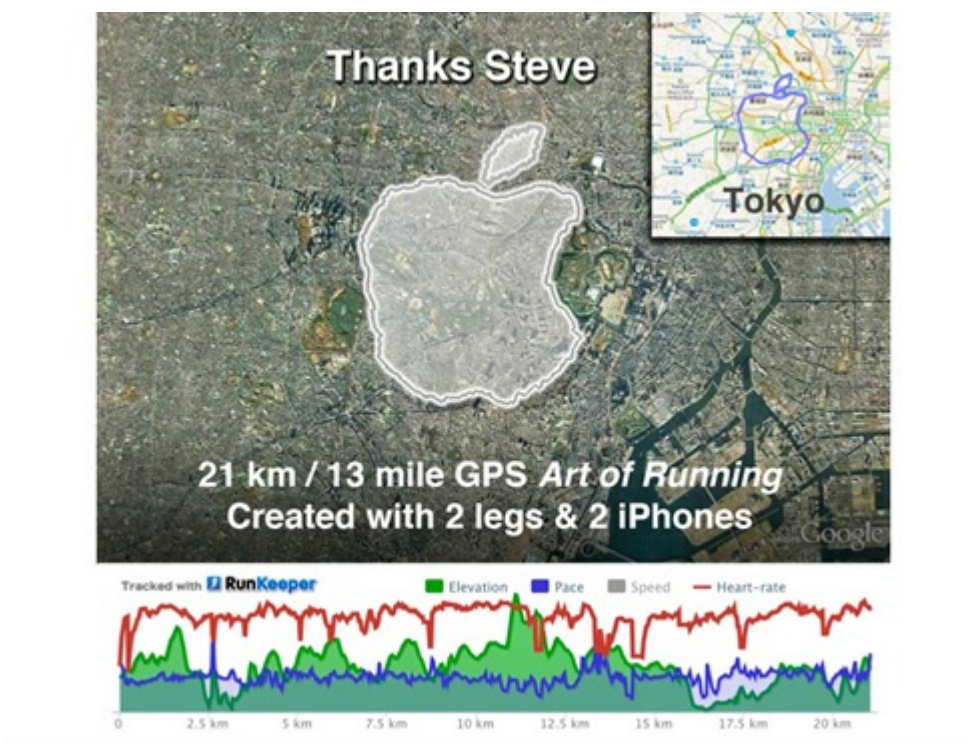 Thanks Steve
Tokyo
21 km / 13 mile GPS Art of Running
Created with 2 legs & 2 iPhones
Google
Tracked with RunKeeper
Elevation Pace Speed Heart-rate
0 2.5 km 5 km 7.5 km 10 km 12.5 km 15 km 17.5 km 20 km